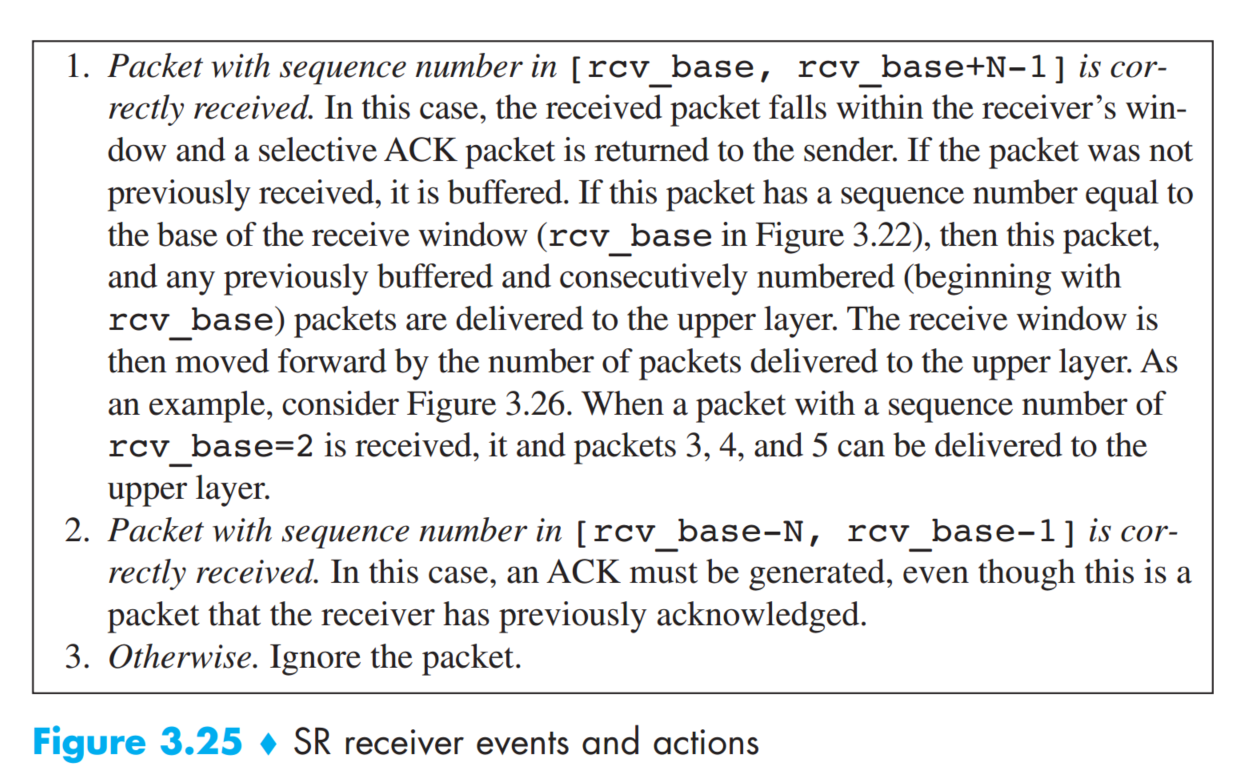 1. Packet with sequence number in [rcv_base, rcv_base+N-1] is cor-
rectly received. In this case, the received packet falls within the receiver's win-
dow and a selective ACK packet is returned to the sender. If the packet was not
previously received, it is buffered. If this packet has a sequence number equal to
the base of the receive window (rcv_base in Figure 3.22), then this packet,
and any previously buffered and consecutively numbered (beginning with
rcv_base) packets are delivered to the upper layer. The receive window is
then moved forward by the number of packets delivered to the upper layer. As
an example, consider Figure 3.26. When a packet with a sequence number of
rcv_base=2 is received, it and packets 3, 4, and 5 can be delivered to the
upper layer.
2. Packet with sequence number in [rcv_base-N, rcv_base-1] is cor-
rectly received. In this case, an ACK must be generated, even though this is a
packet that the receiver has previously acknowledged.
3. Otherwise. Ignore the packet.
Figure 3.25 ♦ SR receiver events and actions